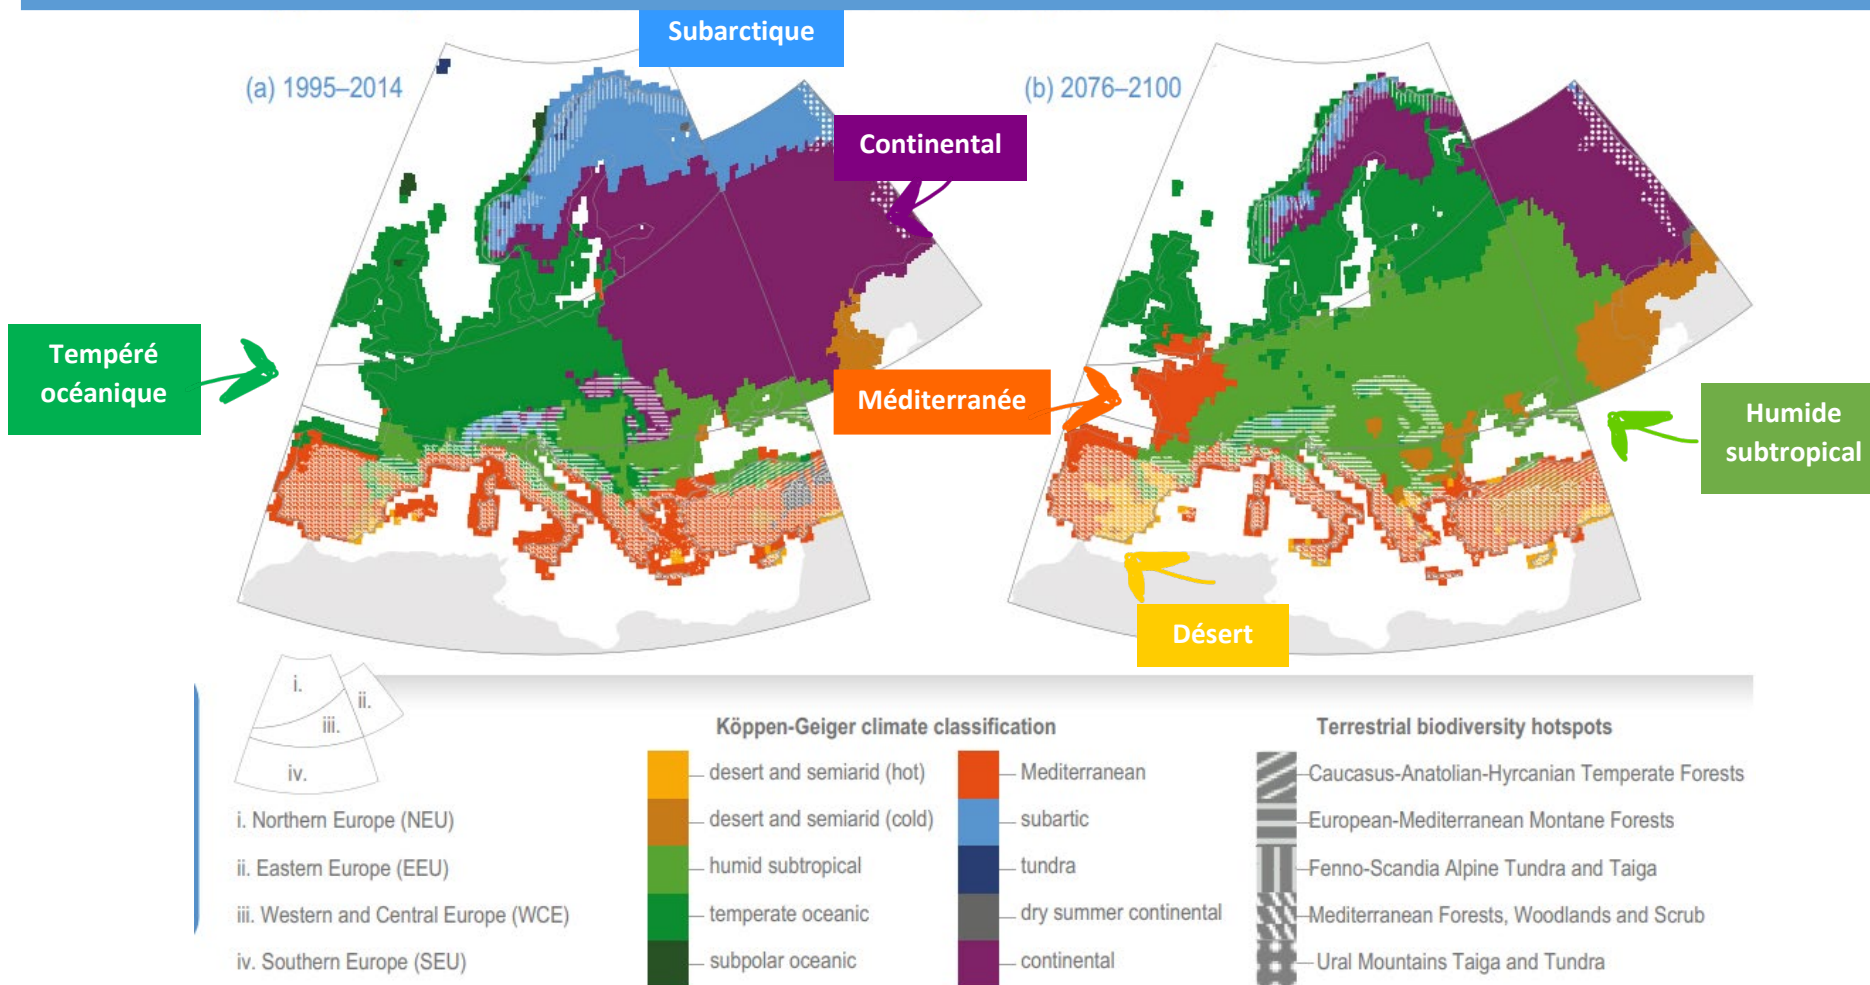 Subarctique
(a) 1995–2014
(b) 2076–2100
Continental
Tempéré
océanique
Méditerranée
Humide
subtropical
Désert
i.
ii.
iii.
iv.
i. Northern Europe (NEU)
ii. Eastern Europe (EEU)
iii. Western and Central Europe (WCE)
iv. Southern Europe (SEU)
Köppen-Geiger climate classification
desert and semiarid (hot)
desert and semiarid (cold)
humid subtropical
temperate oceanic
subpolar oceanic
Mediterranean
subartic
tundra
dry summer continental
continental
Terrestrial biodiversity hotspots
Caucasus-Anatolian-Hyrcanian Temperate Forests
European-Mediterranean Montane Forests
Fenno-Scandia Alpine Tundra and Taiga
Mediterranean Forests, Woodlands and Scrub
Ural Mountains Taiga and Tundra